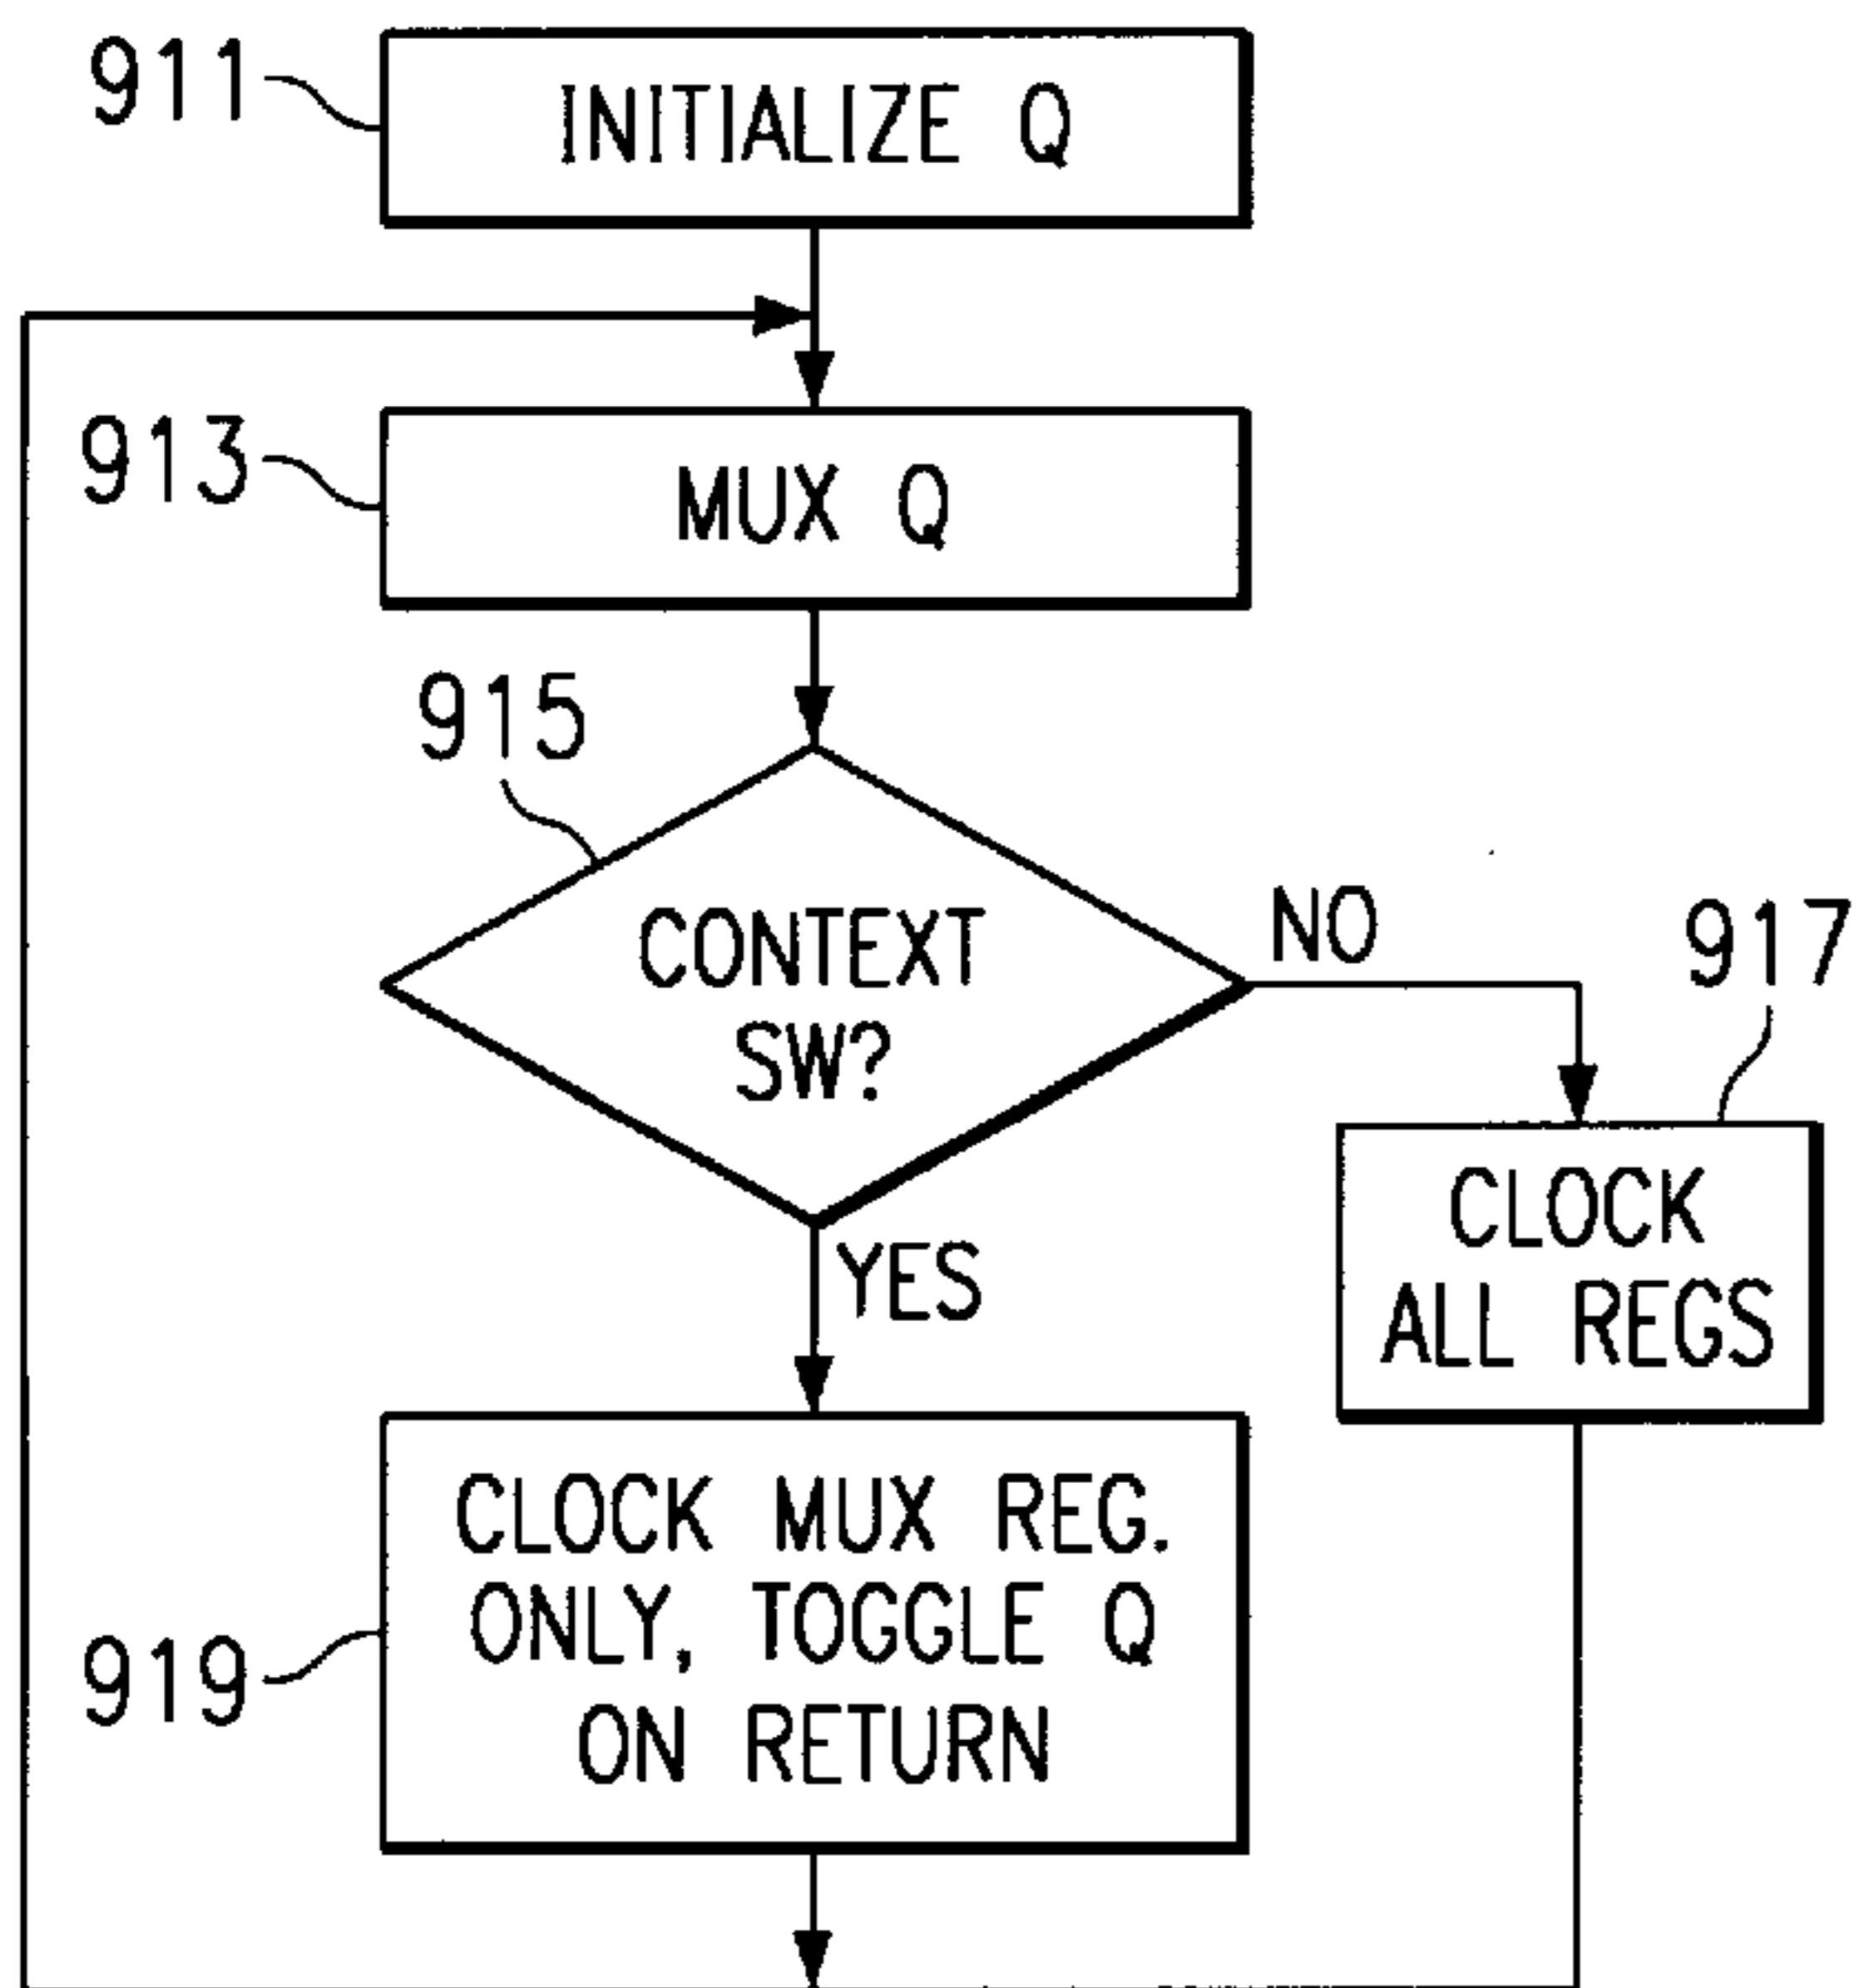 911
INITIALIZE Q
913
MUX Q
915
CONTEXT
SW?
NO
917
CLOCK
ALL REGS
YES
CLOCK MUX REG.
ONLY, TOGGLE Q
ON RETURN
919